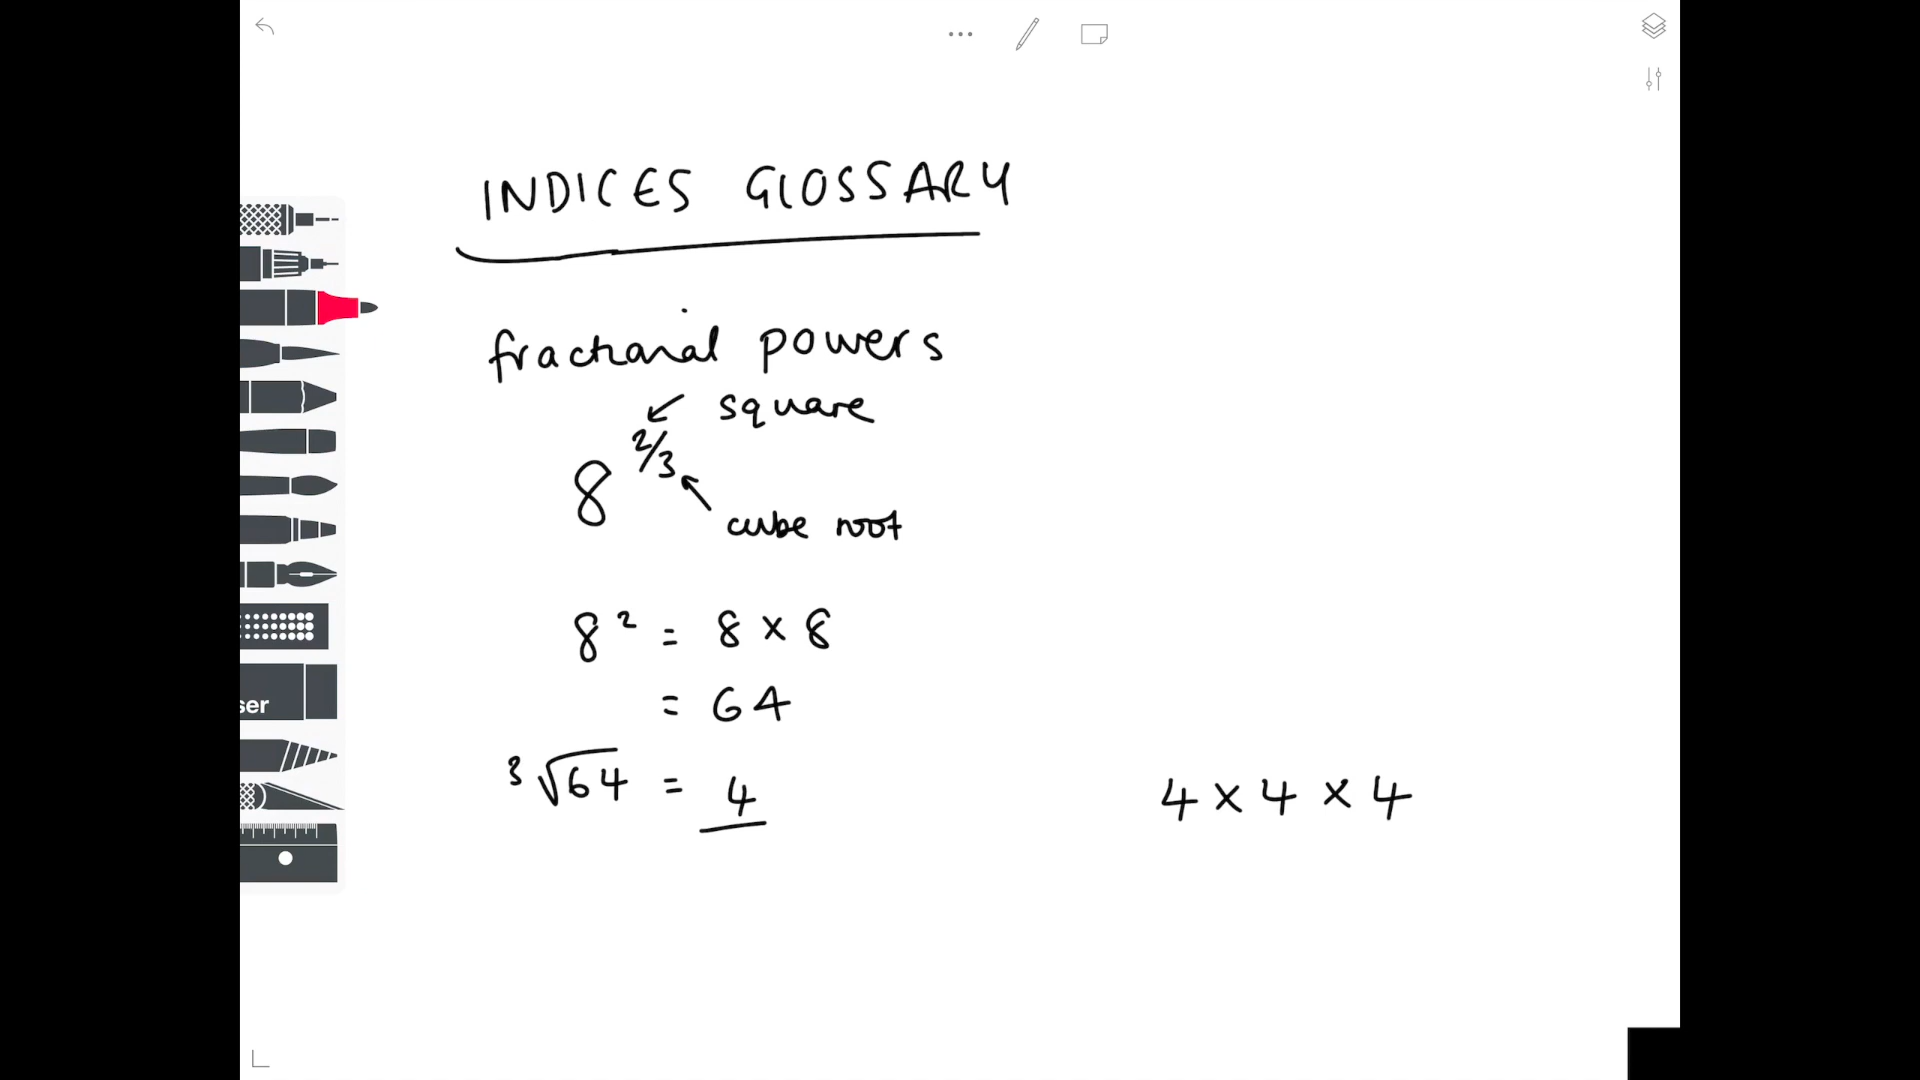 INDICES GLOSSARY
fractional powers
square
8^2/3
cube root
8² = 8 × 8
= 64
ser
³√64 = 4
4 × 4 × 4